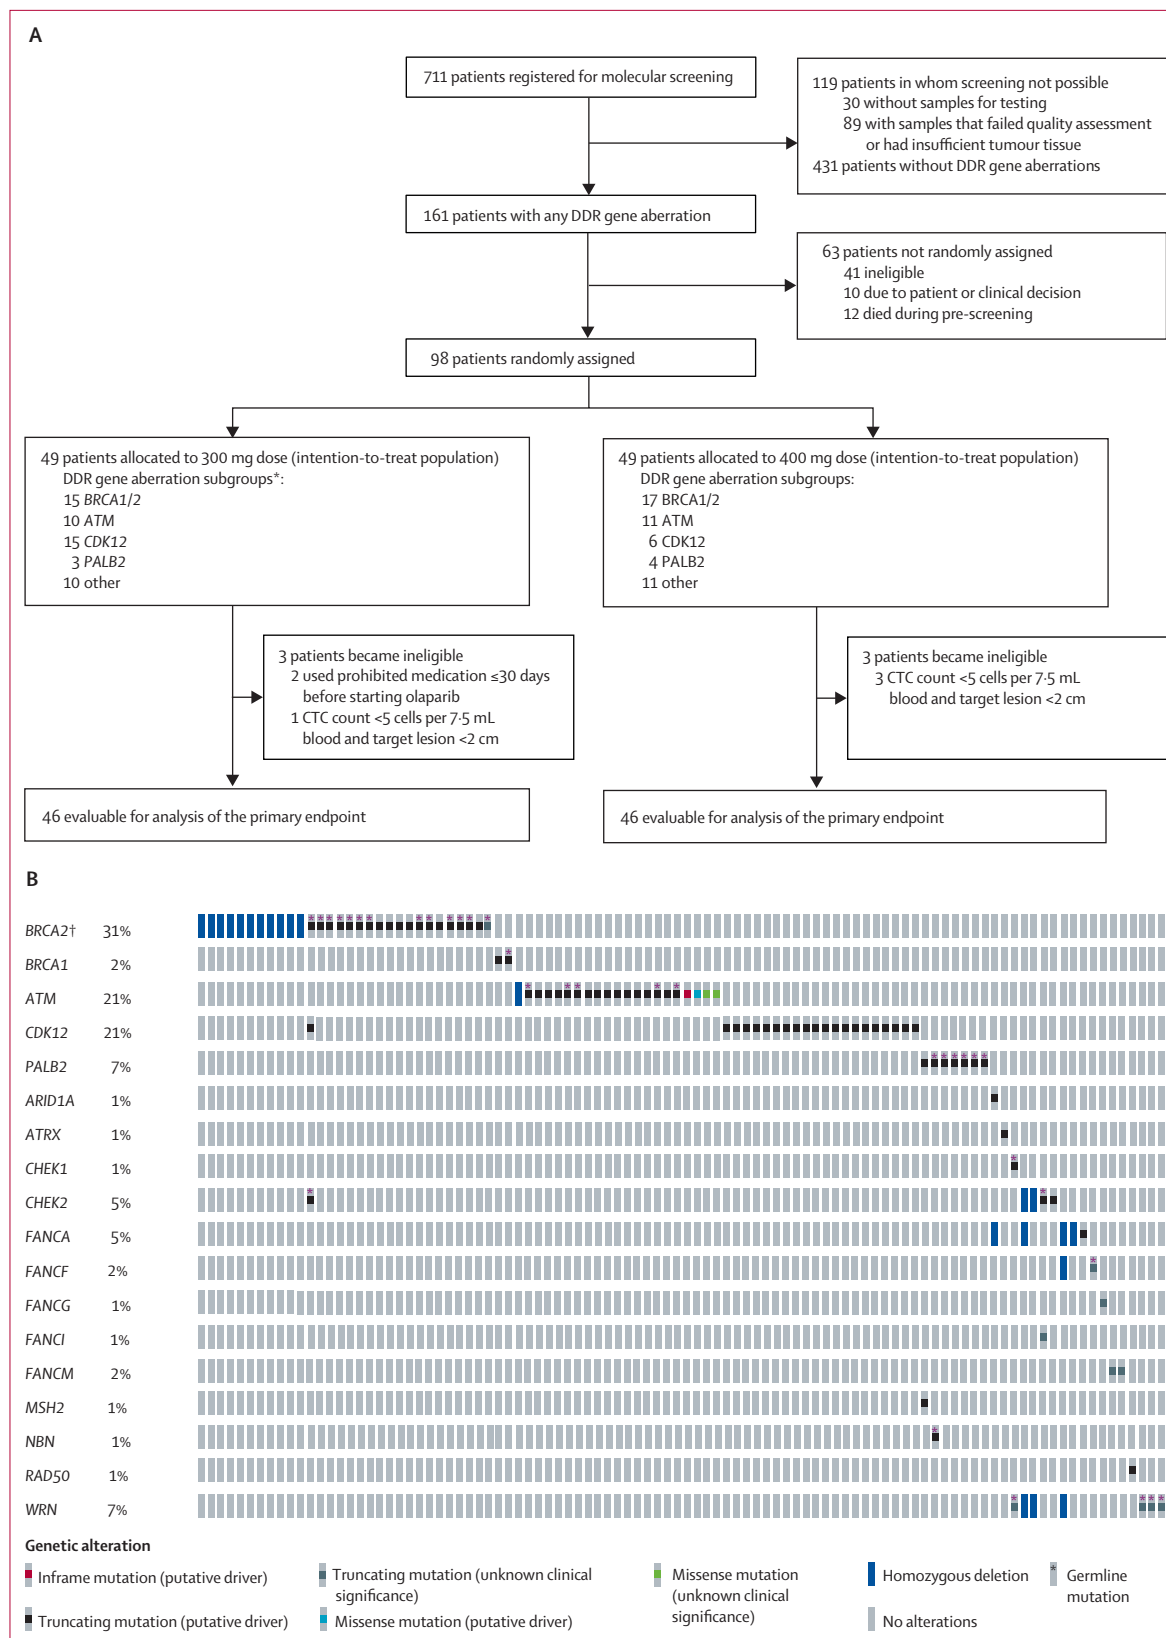 A
711 patients registered for molecular screening
119 patients in whom screening not possible
30 without samples for testing
89 with samples that failed quality assessment
or had insufficient tumour tissue
431 patients without DDR gene aberrations
161 patients with any DDR gene aberration
63 patients not randomly assigned
41 ineligible
10 due to patient or clinical decision
12 died during pre-screening
98 patients randomly assigned
49 patients allocated to 300 mg dose (intention-to-treat population)
DDR gene aberration subgroups*:
15 BRCA1/2
10 ATM
15 CDK12
3 PALB2
10 other
49 patients allocated to 400 mg dose (intention-to-treat population)
DDR gene aberration subgroups:
17 BRCA1/2
11 ATM
6 CDK12
4 PALB2
11 other
3 patients became ineligible
2 used prohibited medication ≤30 days
before starting olaparib
1 CTC count <5 cells per 7·5 mL
blood and target lesion <2 cm
3 patients became ineligible
3 CTC count <5 cells per 7·5 mL
blood and target lesion <2 cm
46 evaluable for analysis of the primary endpoint
46 evaluable for analysis of the primary endpoint
B
BRCA2† 31%
BRCA1 2%
ATM 21%
CDK12 21%
PALB2 7%
ARID1A 1%
ATRX 1%
CHEK1 1%
CHEK2 5%
FANCA 5%
FANCF 2%
FANCG 1%
FANCI 1%
FANCM 2%
MSH2 1%
NBN 1%
RAD50 1%
WRN 7%
Genetic alteration
Inframe mutation (putative driver)
Truncating mutation (putative driver)
Truncating mutation (unknown clinical
significance)
Missense mutation (putative driver)
Missense mutation
(unknown clinical
significance)
Homozygous deletion
No alterations
* Germline
mutation